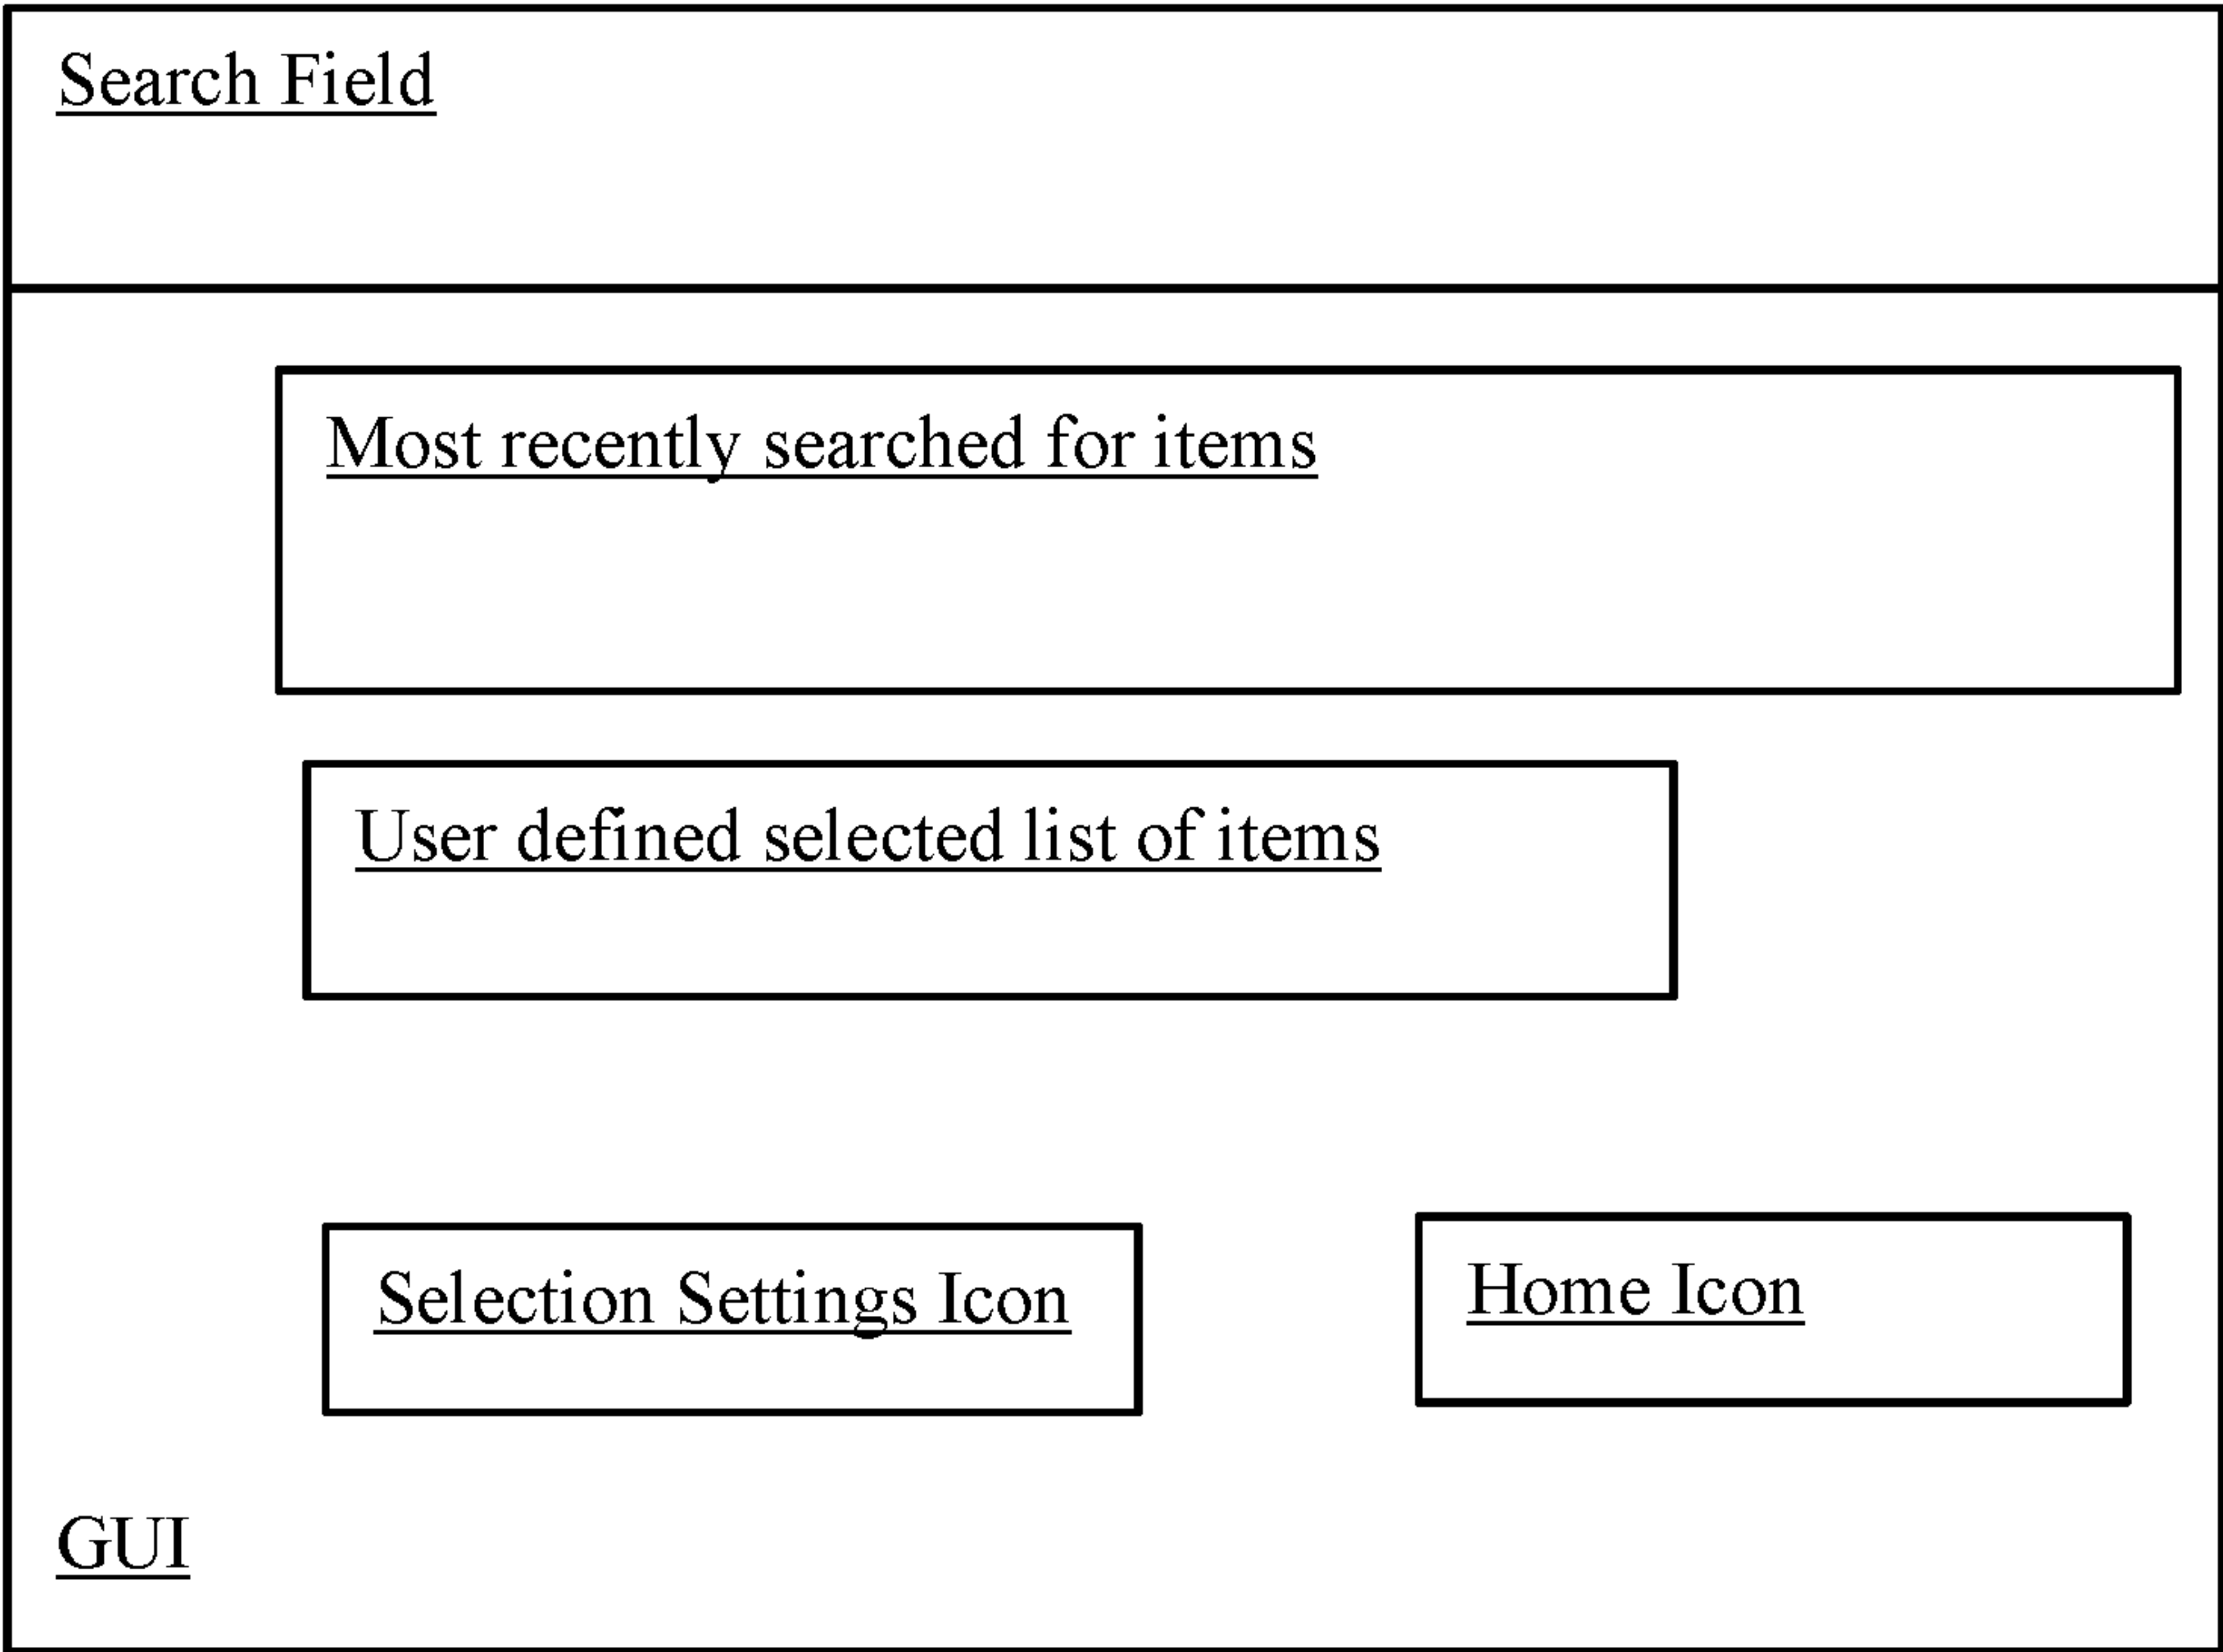 Search Field
Most recently searched for items
User defined selected list of items
Selection Settings Icon
Home Icon
GUI